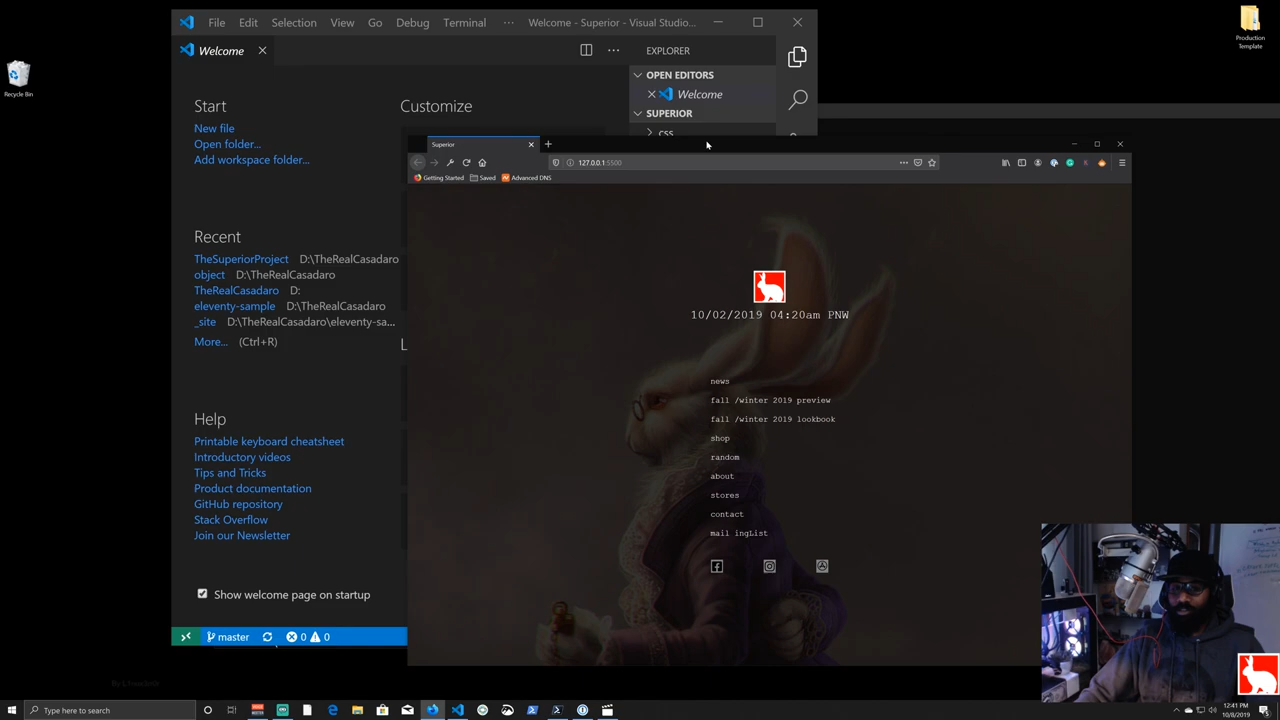 File Edit Selection View Go Debug Terminal ··· Welcome - Superior - Visual Studio...
Welcome
EXPLORER
OPEN EDITORS
Welcome
SUPERIOR
css
Start
New file
Open folder...
Add workspace folder...
Customize
Recent
TheSuperiorProject D:\TheRealCasadaro
object D:\TheRealCasadaro
TheRealCasadaro D:
eleventy-sample D:\TheRealCasadaro
_site D:\TheRealCasadaro\eleventy-sa...
More... (Ctrl+R)
L
Help
Printable keyboard cheatsheet
Introductory videos
Tips and Tricks
Product documentation
GitHub repository
Stack Overflow
Join our Newsletter
Show welcome page on startup
master 0 0
Superior
127.0.0.1:5500
Getting Started Saved Advanced DNS
10/02/2019 04:20am PNW
news
fall /winter 2019 preview
fall /winter 2019 lookbook
shop
random
about
stores
contact
mail ingList
Recycle Bin
Production
Template
Type here to search
12:41 PM
10/8/2019